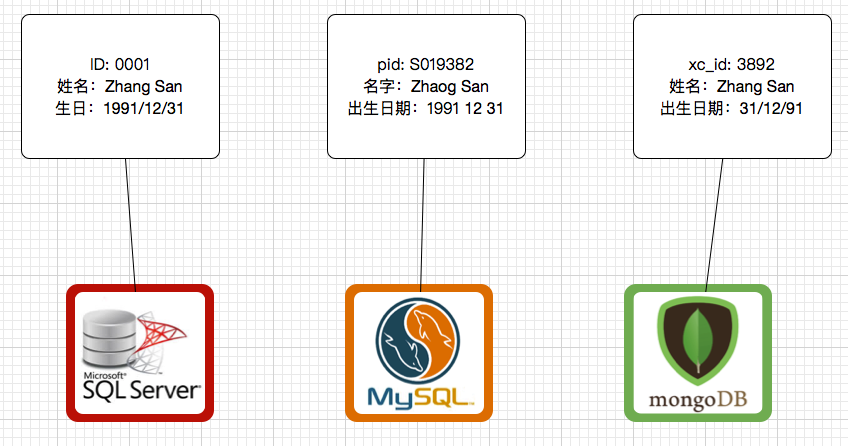 ID: 0001
姓名：Zhang San
生日：1991/12/31
pid: S019382
名字：Zhaog San
出生日期：1991 12 31
xc_id: 3892
姓名：Zhang San
出生日期：31/12/91
Microsoft®
SQL Server®
MySQL™
mongoDB